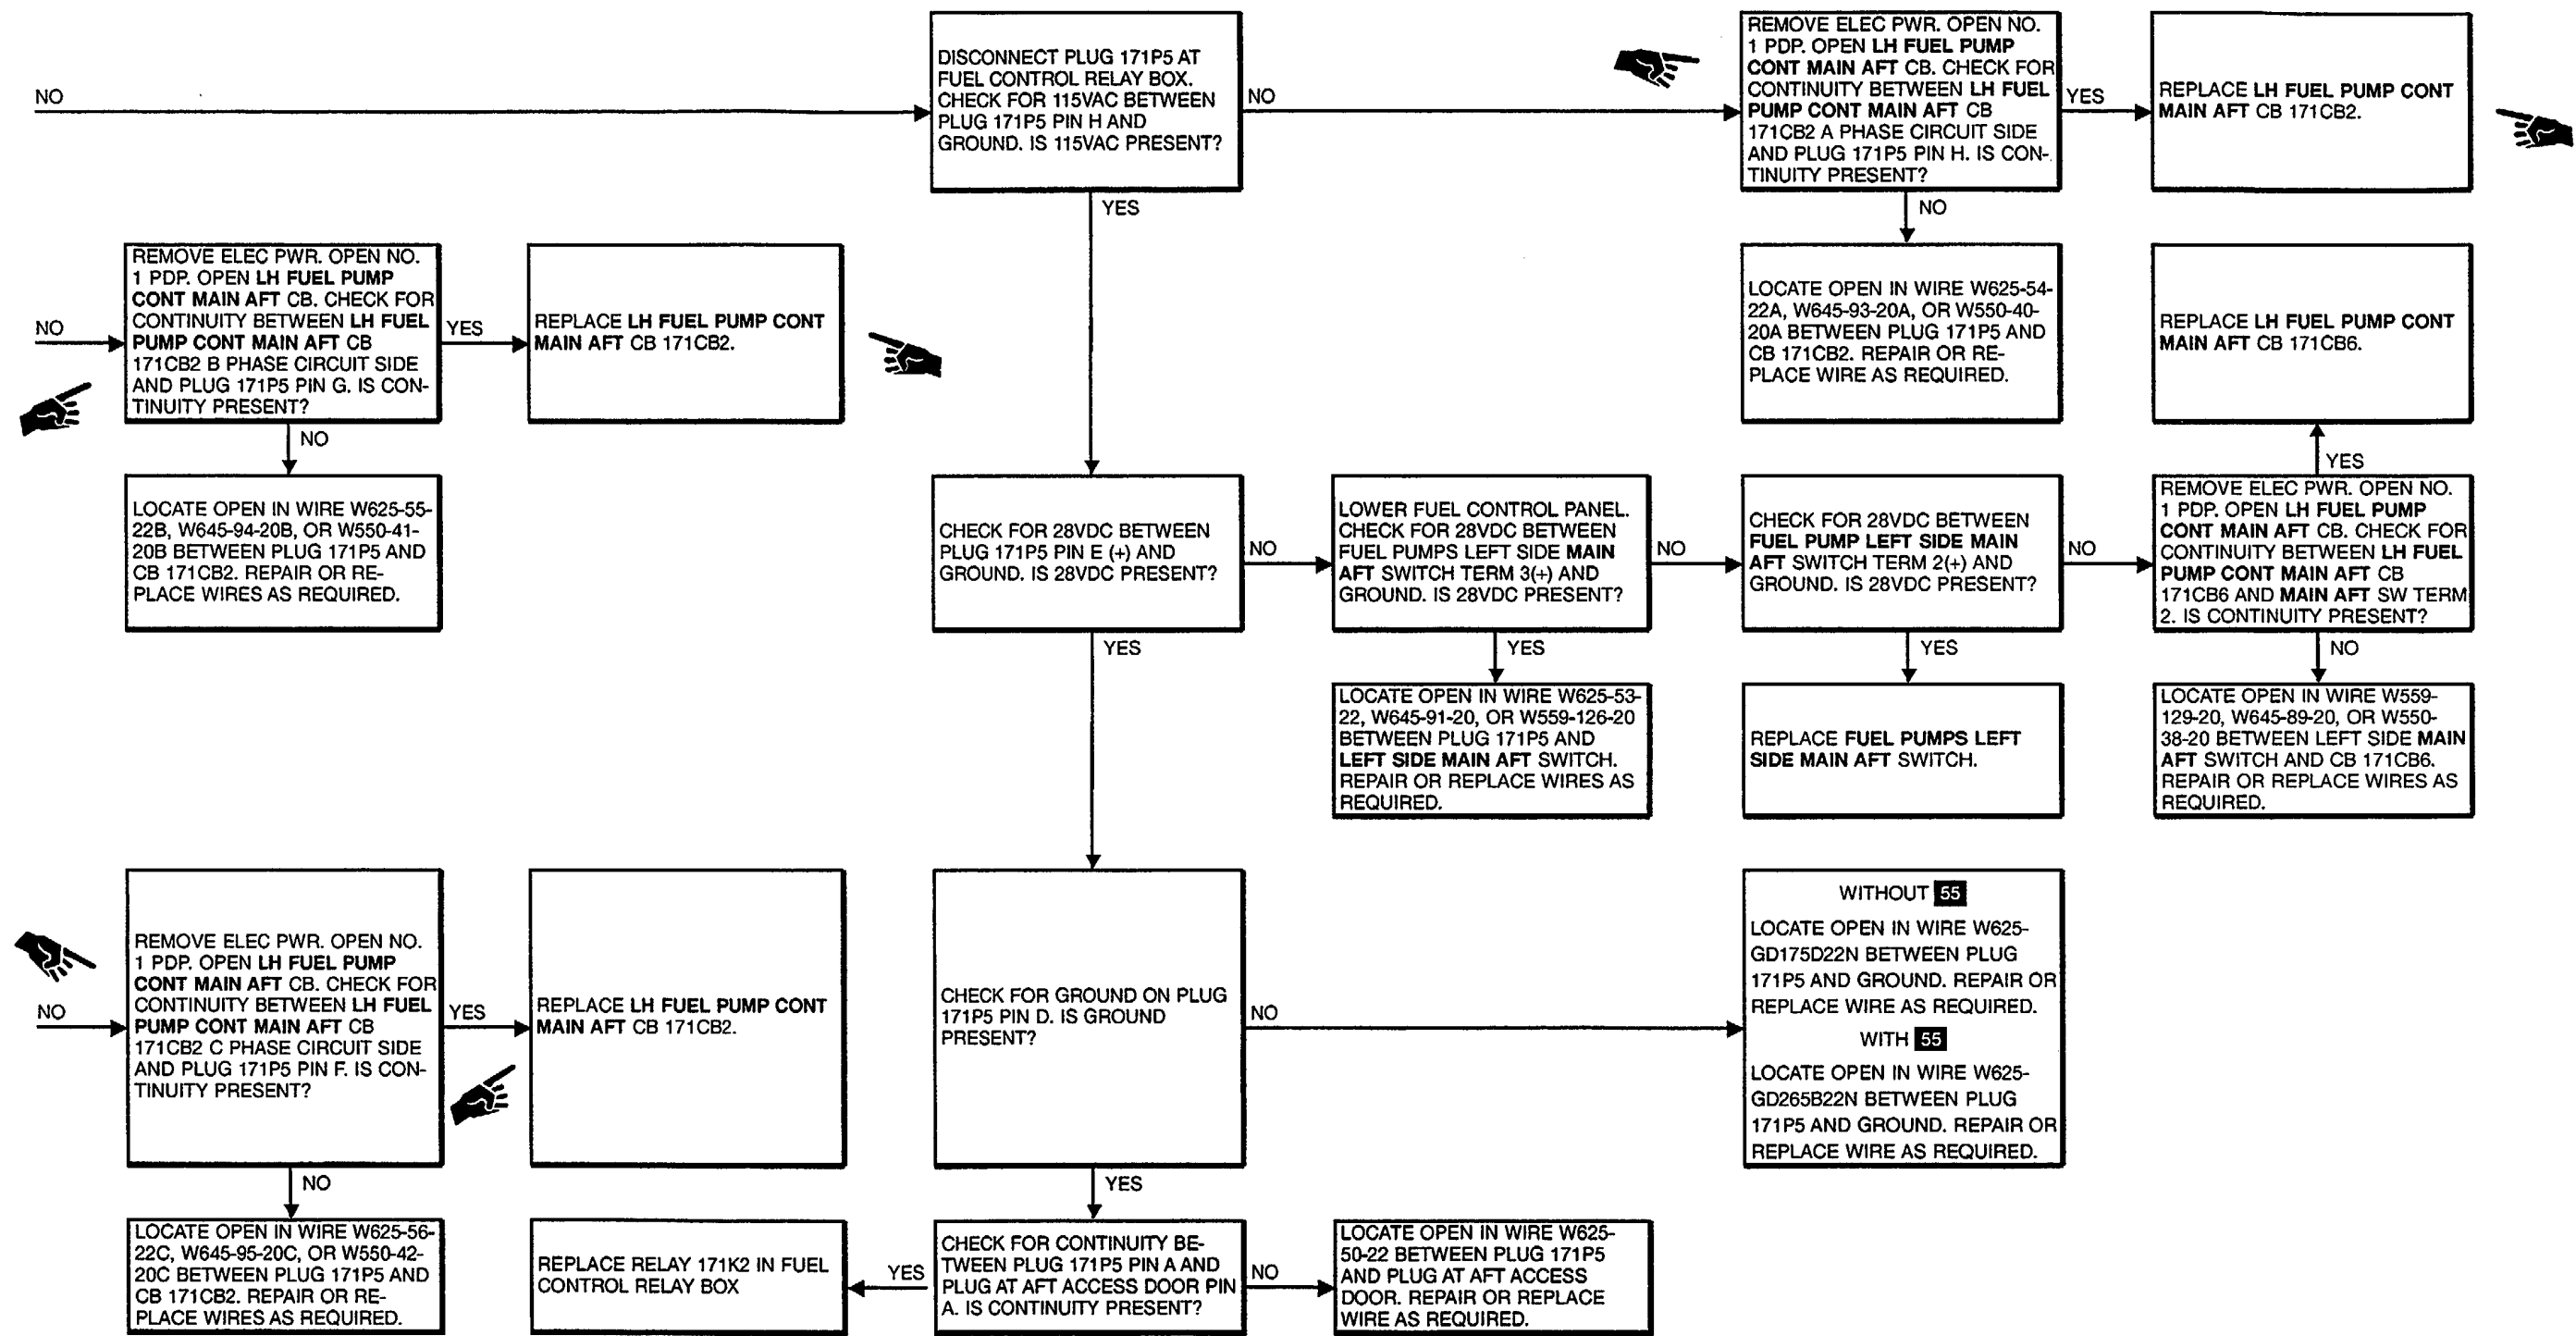 NO
DISCONNECT PLUG 171P5 AT
FUEL CONTROL RELAY BOX.
CHECK FOR 115VAC BETWEEN
PLUG 171P5 PIN H AND
GROUND. IS 115VAC PRESENT?
NO
REMOVE ELEC PWR. OPEN NO.
1 PDP. OPEN LH FUEL PUMP
CONT MAIN AFT CB. CHECK FOR
CONTINUITY BETWEEN LH FUEL
PUMP CONT MAIN AFT CB
171CB2 A PHASE CIRCUIT SIDE
AND PLUG 171P5 PIN H. IS CON-
TINUITY PRESENT?
YES
REPLACE LH FUEL PUMP CONT
MAIN AFT CB 171CB2.
YES
NO
NO
REMOVE ELEC PWR. OPEN NO.
1 PDP. OPEN LH FUEL PUMP
CONT MAIN AFT CB. CHECK FOR
CONTINUITY BETWEEN LH FUEL
PUMP CONT MAIN AFT CB
171CB2 B PHASE CIRCUIT SIDE
AND PLUG 171P5 PIN G. IS CON-
TINUITY PRESENT?
YES
REPLACE LH FUEL PUMP CONT
MAIN AFT CB 171CB2.
LOCATE OPEN IN WIRE W625-54-
22A, W645-93-20A, OR W550-40-
20A BETWEEN PLUG 171P5 AND
CB 171CB2. REPAIR OR RE-
PLACE WIRE AS REQUIRED.
REPLACE LH FUEL PUMP CONT
MAIN AFT CB 171CB6.
NO
YES
LOCATE OPEN IN WIRE W625-55-
22B, W645-94-20B, OR W550-41-
20B BETWEEN PLUG 171P5 AND
CB 171CB2. REPAIR OR RE-
PLACE WIRES AS REQUIRED.
CHECK FOR 28VDC BETWEEN
PLUG 171P5 PIN E (+) AND
GROUND. IS 28VDC PRESENT?
NO
LOWER FUEL CONTROL PANEL.
CHECK FOR 28VDC BETWEEN
FUEL PUMPS LEFT SIDE MAIN
AFT SWITCH TERM 3(+) AND
GROUND. IS 28VDC PRESENT?
NO
CHECK FOR 28VDC BETWEEN
FUEL PUMP LEFT SIDE MAIN
AFT SWITCH TERM 2(+) AND
GROUND. IS 28VDC PRESENT?
NO
REMOVE ELEC PWR. OPEN NO.
1 PDP. OPEN LH FUEL PUMP
CONT MAIN AFT CB. CHECK FOR
CONTINUITY BETWEEN LH FUEL
PUMP CONT MAIN AFT CB
171CB6 AND MAIN AFT SW TERM
2. IS CONTINUITY PRESENT?
YES
YES
YES
NO
LOCATE OPEN IN WIRE W625-53-
22, W645-91-20, OR W559-126-20
BETWEEN PLUG 171P5 AND
LEFT SIDE MAIN AFT SWITCH.
REPAIR OR REPLACE WIRES AS
REQUIRED.
REPLACE FUEL PUMPS LEFT
SIDE MAIN AFT SWITCH.
LOCATE OPEN IN WIRE W559-
129-20, W645-89-20, OR W550-
38-20 BETWEEN LEFT SIDE MAIN
AFT SWITCH AND CB 171CB6.
REPAIR OR REPLACE WIRES AS
REQUIRED.
NO
REMOVE ELEC PWR. OPEN NO.
1 PDP. OPEN LH FUEL PUMP
CONT MAIN AFT CB. CHECK FOR
CONTINUITY BETWEEN LH FUEL
PUMP CONT MAIN AFT CB
171CB2 C PHASE CIRCUIT SIDE
AND PLUG 171P5 PIN F. IS CON-
TINUITY PRESENT?
YES
REPLACE LH FUEL PUMP CONT
MAIN AFT CB 171CB2.
CHECK FOR GROUND ON PLUG
171P5 PIN D. IS GROUND
PRESENT?
NO
WITHOUT 55
LOCATE OPEN IN WIRE W625-
GD175D22N BETWEEN PLUG
171P5 AND GROUND. REPAIR OR
REPLACE WIRE AS REQUIRED.
WITH 55
LOCATE OPEN IN WIRE W625-
GD265B22N BETWEEN PLUG
171P5 AND GROUND. REPAIR OR
REPLACE WIRE AS REQUIRED.
NO
YES
LOCATE OPEN IN WIRE W625-56-
22C, W645-95-20C, OR W550-42-
20C BETWEEN PLUG 171P5 AND
CB 171CB2. REPAIR OR RE-
PLACE WIRES AS REQUIRED.
REPLACE RELAY 171K2 IN FUEL
CONTROL RELAY BOX
YES
CHECK FOR CONTINUITY BE-
TWEEN PLUG 171P5 PIN A AND
PLUG AT AFT ACCESS DOOR PIN
A. IS CONTINUITY PRESENT?
NO
LOCATE OPEN IN WIRE W625-
50-22 BETWEEN PLUG 171P5
AND PLUG AT AFT ACCESS
DOOR. REPAIR OR REPLACE
WIRE AS REQUIRED.